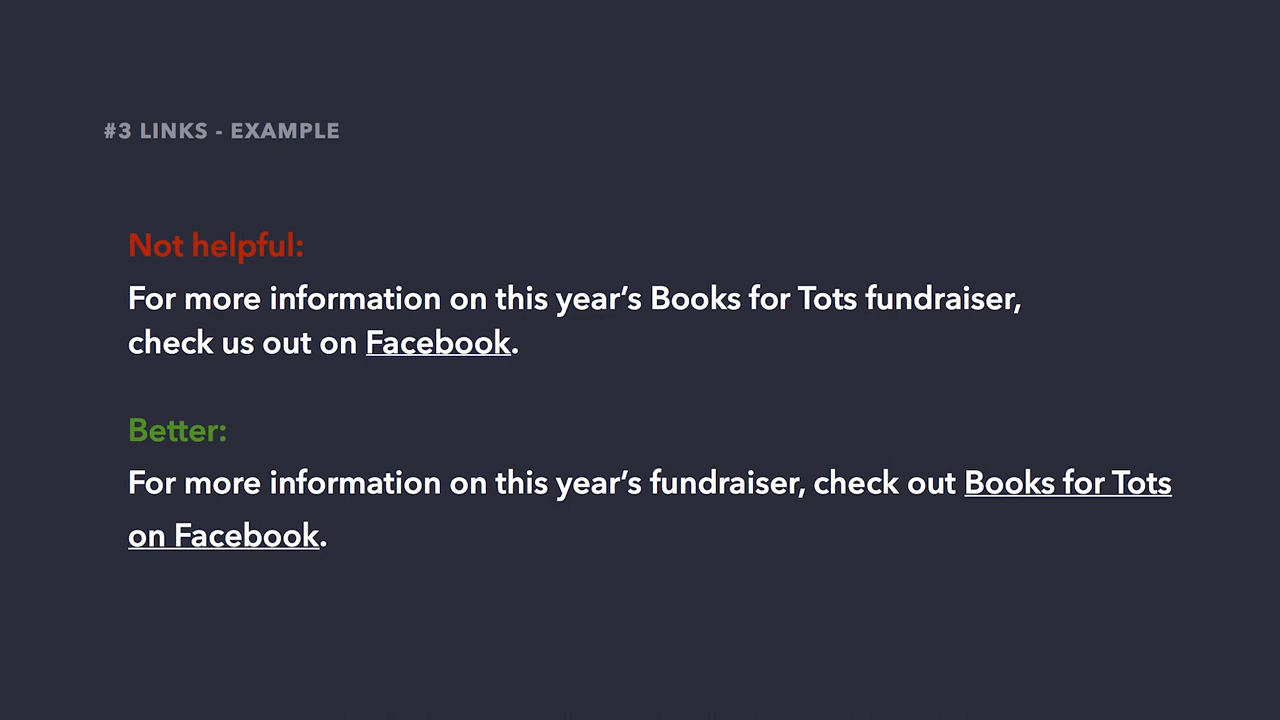 #3 LINKS - EXAMPLE
Not helpful:
For more information on this year’s Books for Tots fundraiser,
check us out on Facebook.
Better:
For more information on this year’s fundraiser, check out Books for Tots
on Facebook.